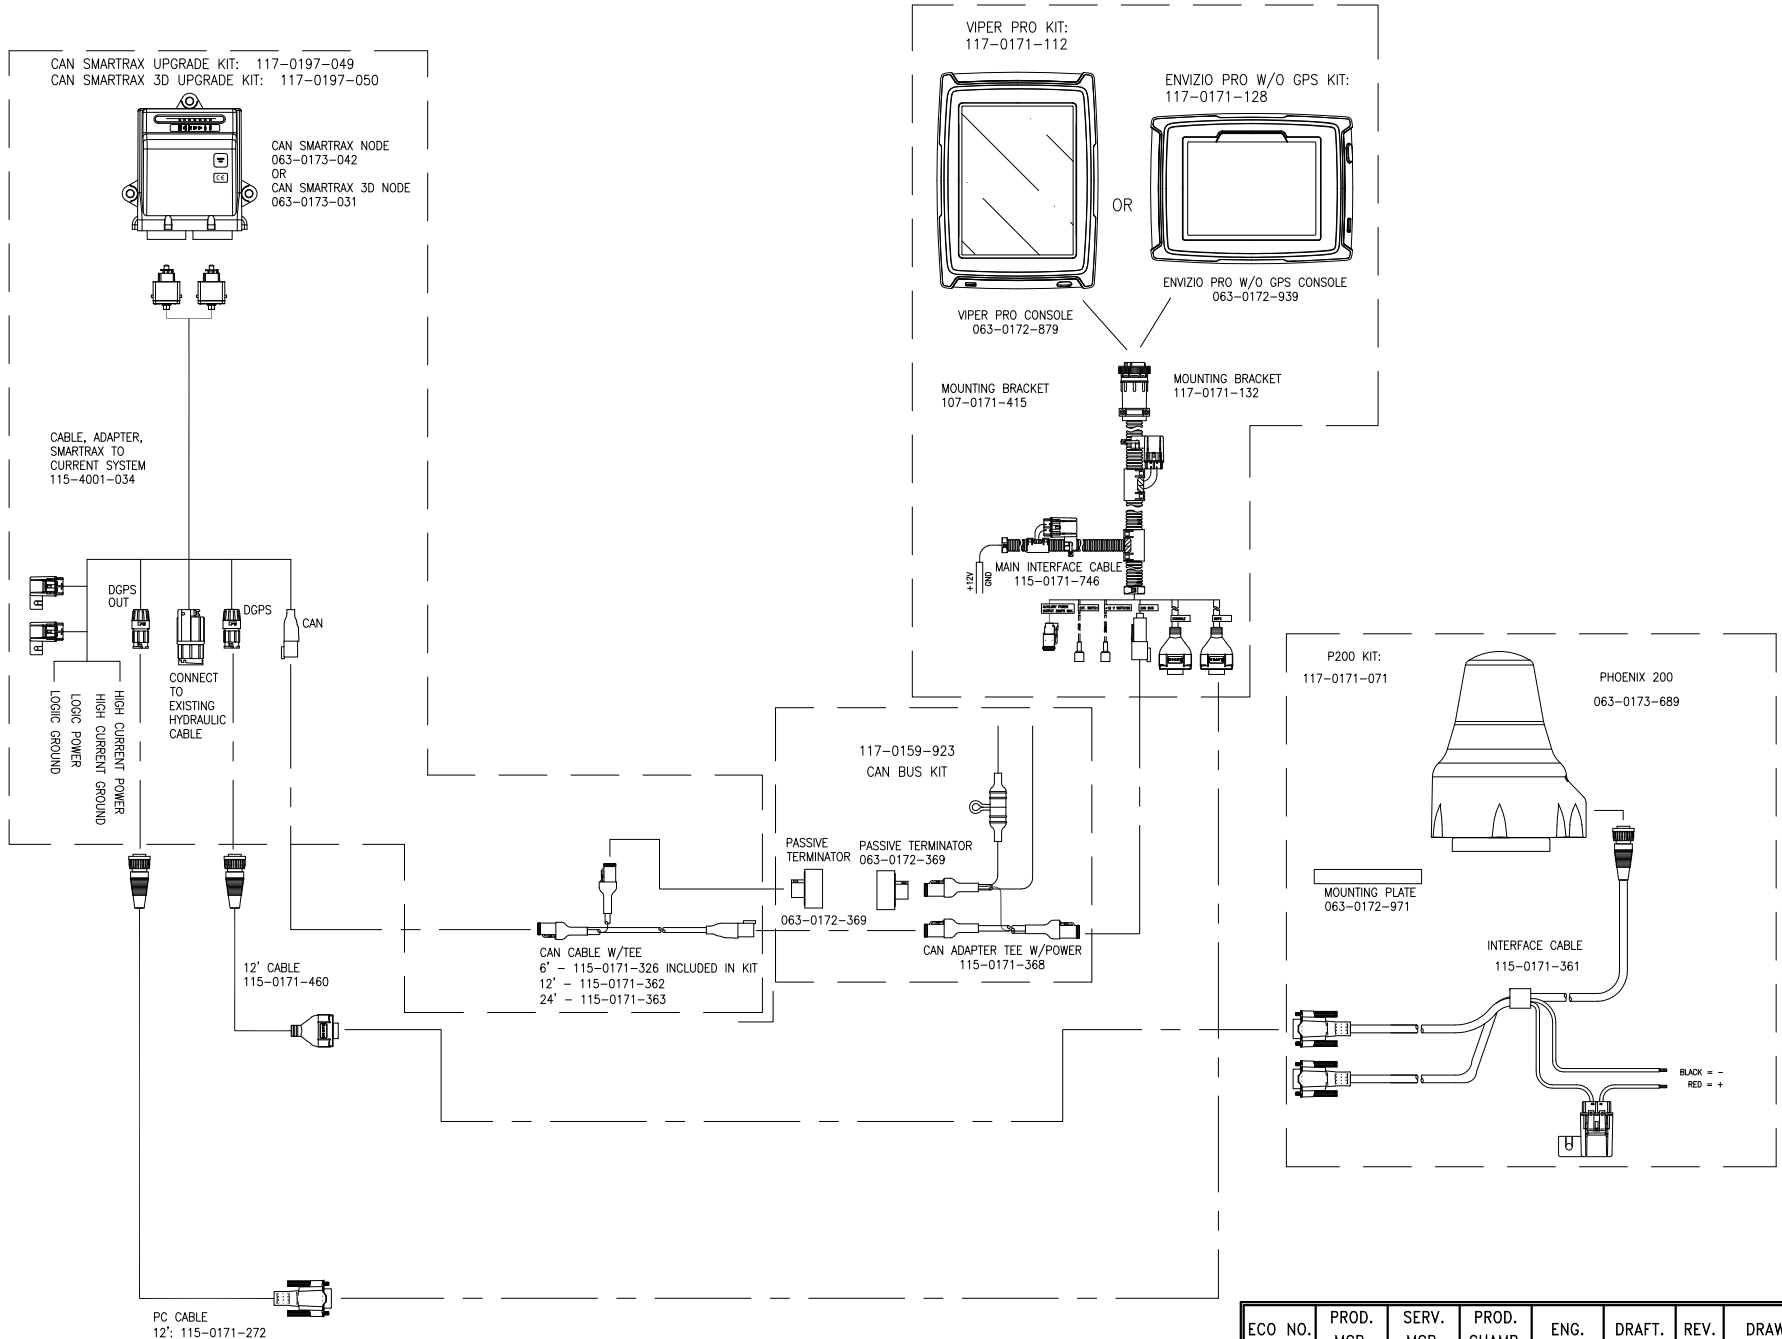 CAN SMARTRAX UPGRADE KIT: 117-0197-049
CAN SMARTRAX 3D UPGRADE KIT: 117-0197-050
CAN SMARTRAX NODE
063-0173-042
OR
CAN SMARTRAX 3D NODE
063-0173-031
CABLE, ADAPTER,
SMARTRAX TO
CURRENT SYSTEM
115-4001-034
DGPS
OUT
DGPS
CAN
CONNECT
TO
EXISTING
HYDRAULIC
CABLE
HIGH CURRENT POWER
HIGH CURRENT GROUND
LOGIC POWER
LOGIC GROUND
12' CABLE
115-0171-460
PC CABLE
12': 115-0171-272
VIPER PRO KIT:
117-0171-112
ENVIZIO PRO W/O GPS KIT:
117-0171-128
OR
VIPER PRO CONSOLE
063-0172-879
ENVIZIO PRO W/O GPS CONSOLE
063-0172-939
MOUNTING BRACKET
107-0171-415
MOUNTING BRACKET
117-0171-132
+12V
GND
MAIN INTERFACE CABLE
115-0171-746
CAN BUS
CONSOLE
117-0159-923
CAN BUS KIT
PASSIVE
TERMINATOR
063-0172-369
PASSIVE TERMINATOR
063-0172-369
CAN CABLE W/TEE
6' - 115-0171-326 INCLUDED IN KIT
12' - 115-0171-362
24' - 115-0171-363
CAN ADAPTER TEE W/POWER
115-0171-368
P200 KIT:
117-0171-071
PHOENIX 200
063-0173-689
MOUNTING PLATE
063-0172-971
INTERFACE CABLE
115-0171-361
BLACK = -
RED = +
ECO NO.
PROD.
SERV.
PROD.
ENG.
DRAFT.
REV.
DRAW